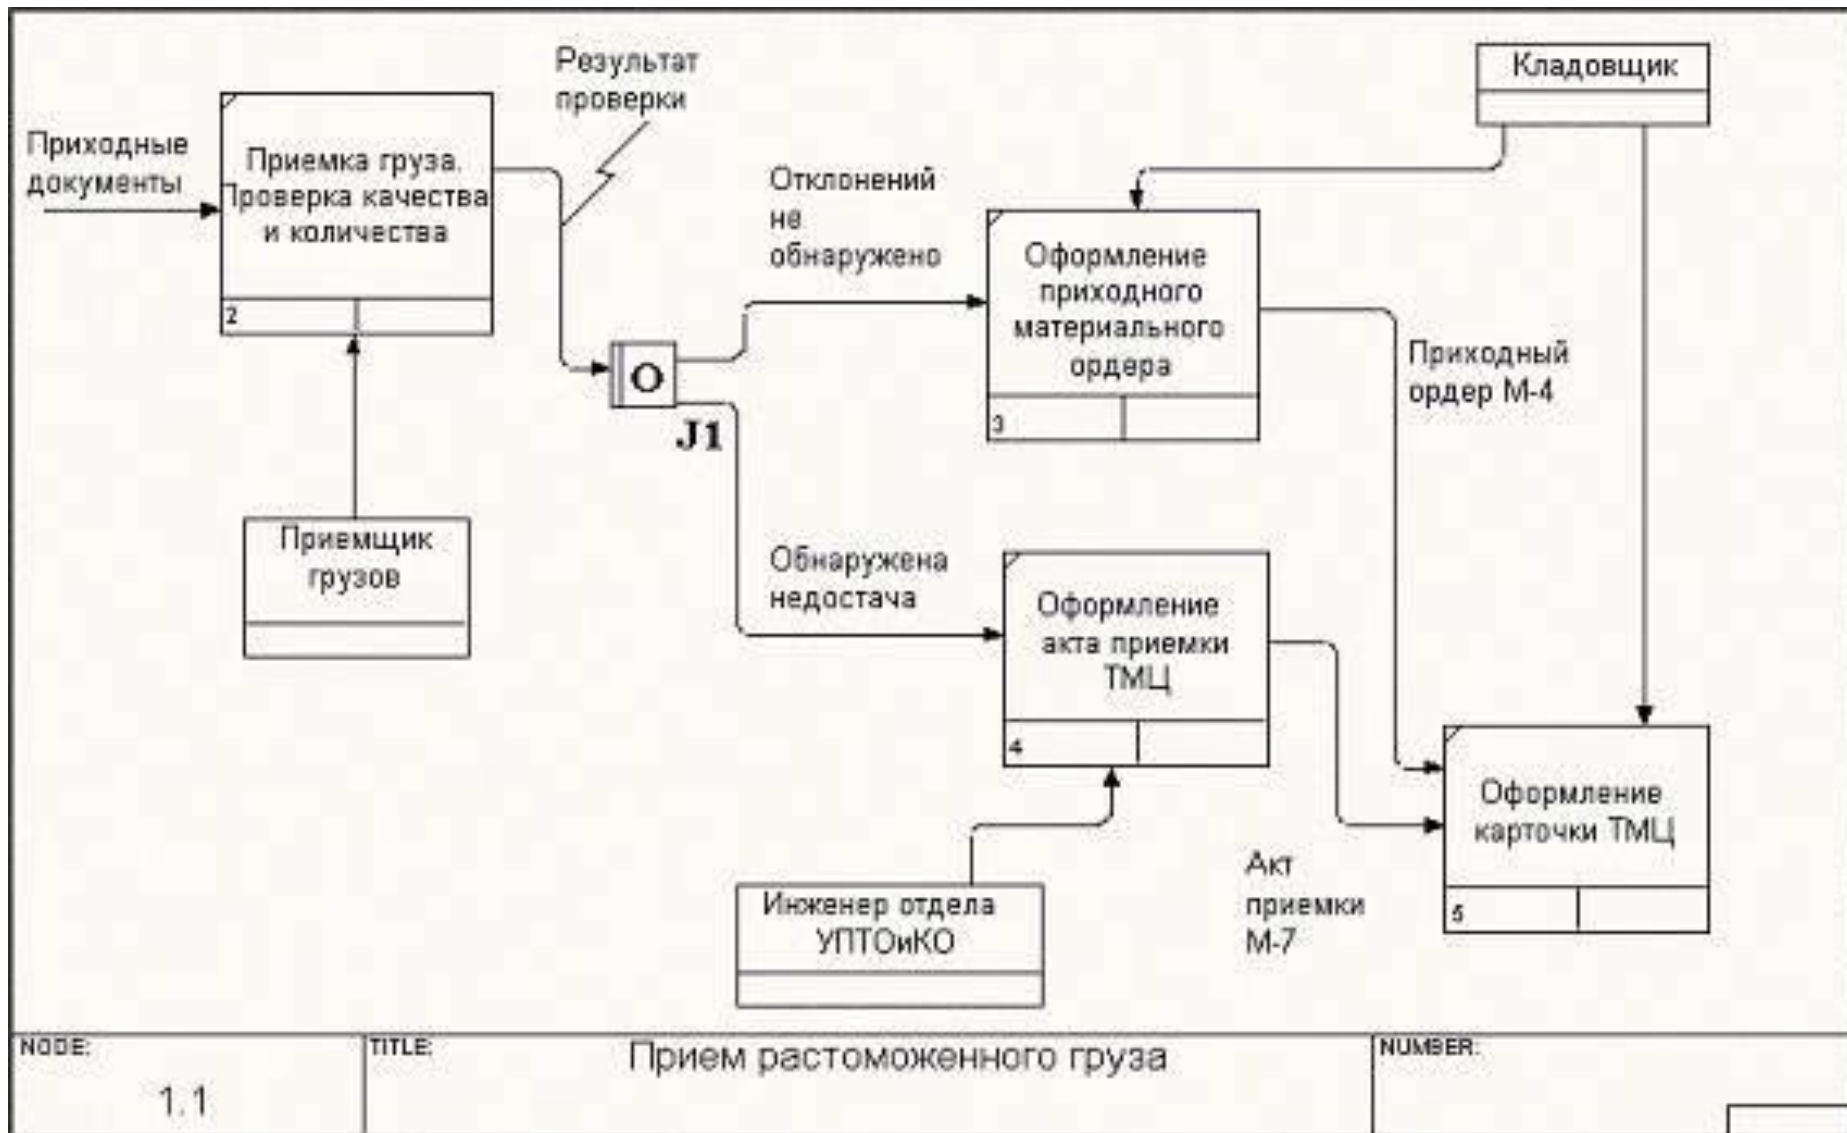 Приходные
документы
Приемка груза.
Проверка качества
и количества
2
Результат
проверки
Приемщик
грузов
O
J1
Отклонений
не
обнаружено
Обнаружена
недостача
Кладовщик
Оформление
приходного
материального
ордера
3
Приходный
ордер М-4
Оформление
акта приемки
ТМЦ
4
Инженер отдела
УПТОиКО
Акт
приемки
М-7
Оформление
карточки ТМЦ
5
NODE:
1.1
TITLE:
Прием растоможенного груза
NUMBER: